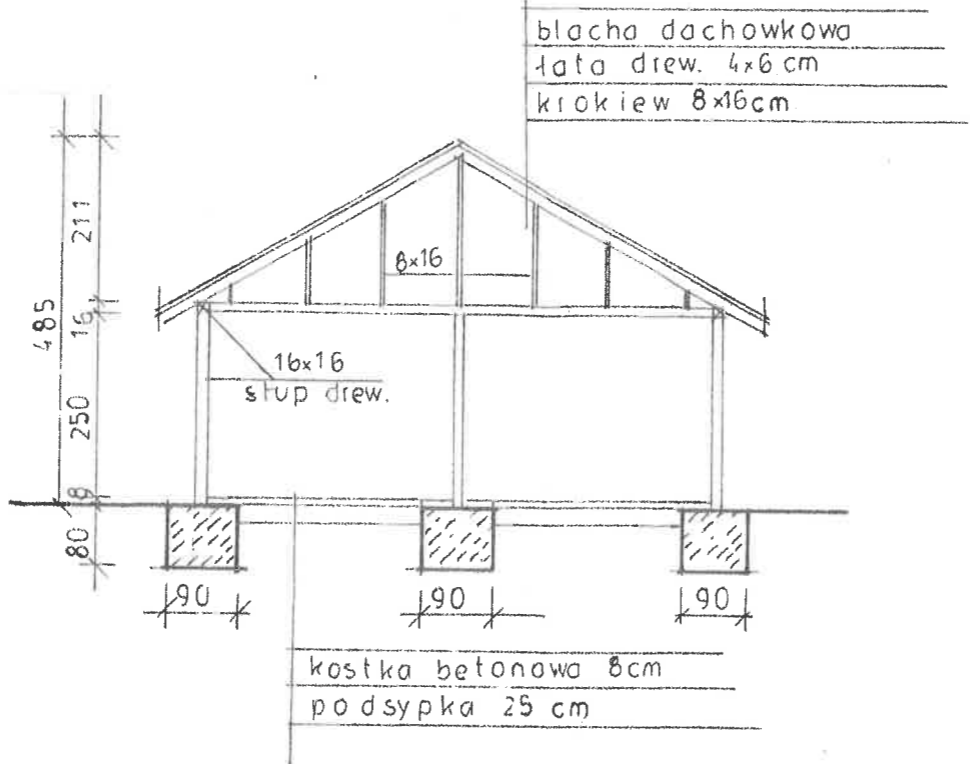 blacha dachowkowa
łata drew. 4x6 cm
krokiew 8x16cm
211
16
485
250
8
80
8x16
16x16
słup drew.
90
90
90
kostka betonowa 8cm
podsypka 25 cm